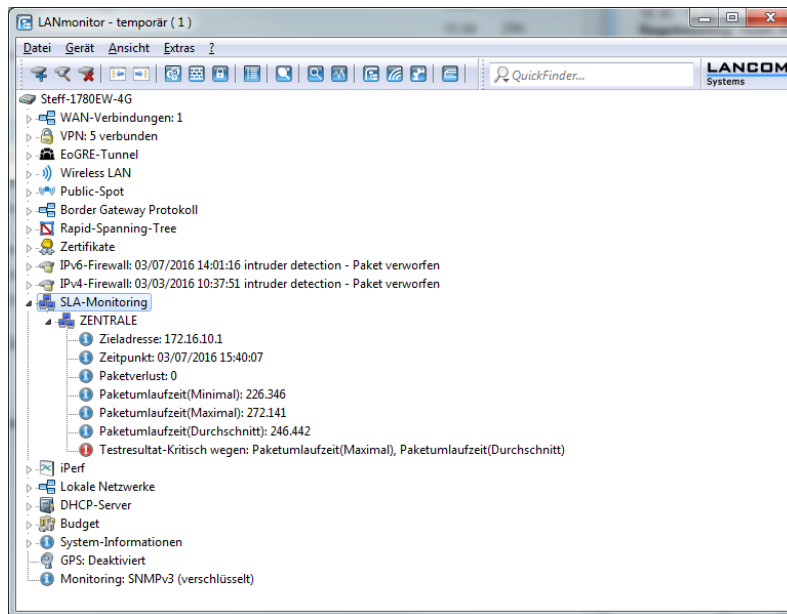 LANmonitor - temporär ( 1 )
Datei Gerät Ansicht Extras ?
QuickFinder...
LANCOM
Systems
Steff-1780EW-4G
WAN-Verbindungen: 1
VPN: 5 verbunden
EoGRE-Tunnel
Wireless LAN
Public-Spot
Border Gateway Protokoll
Rapid-Spanning-Tree
Zertifikate
IPv6-Firewall: 03/07/2016 14:01:16 intruder detection - Paket verworfen
IPv4-Firewall: 03/03/2016 10:37:51 intruder detection - Paket verworfen
SLA-Monitoring
ZENTRALE
Zieladresse: 172.16.10.1
Zeitpunkt: 03/07/2016 15:40:07
Paketverlust: 0
Paketumlaufzeit(Minimal): 226.346
Paketumlaufzeit(Maximal): 272.141
Paketumlaufzeit(Durchschnitt): 246.442
Testresultat-Kritisch wegen: Paketumlaufzeit(Maximal), Paketumlaufzeit(Durchschnitt)
iPerf
Lokale Netzwerke
DHCP-Server
Budget
System-Informationen
GPS: Deaktiviert
Monitoring: SNMPv3 (verschlüsselt)